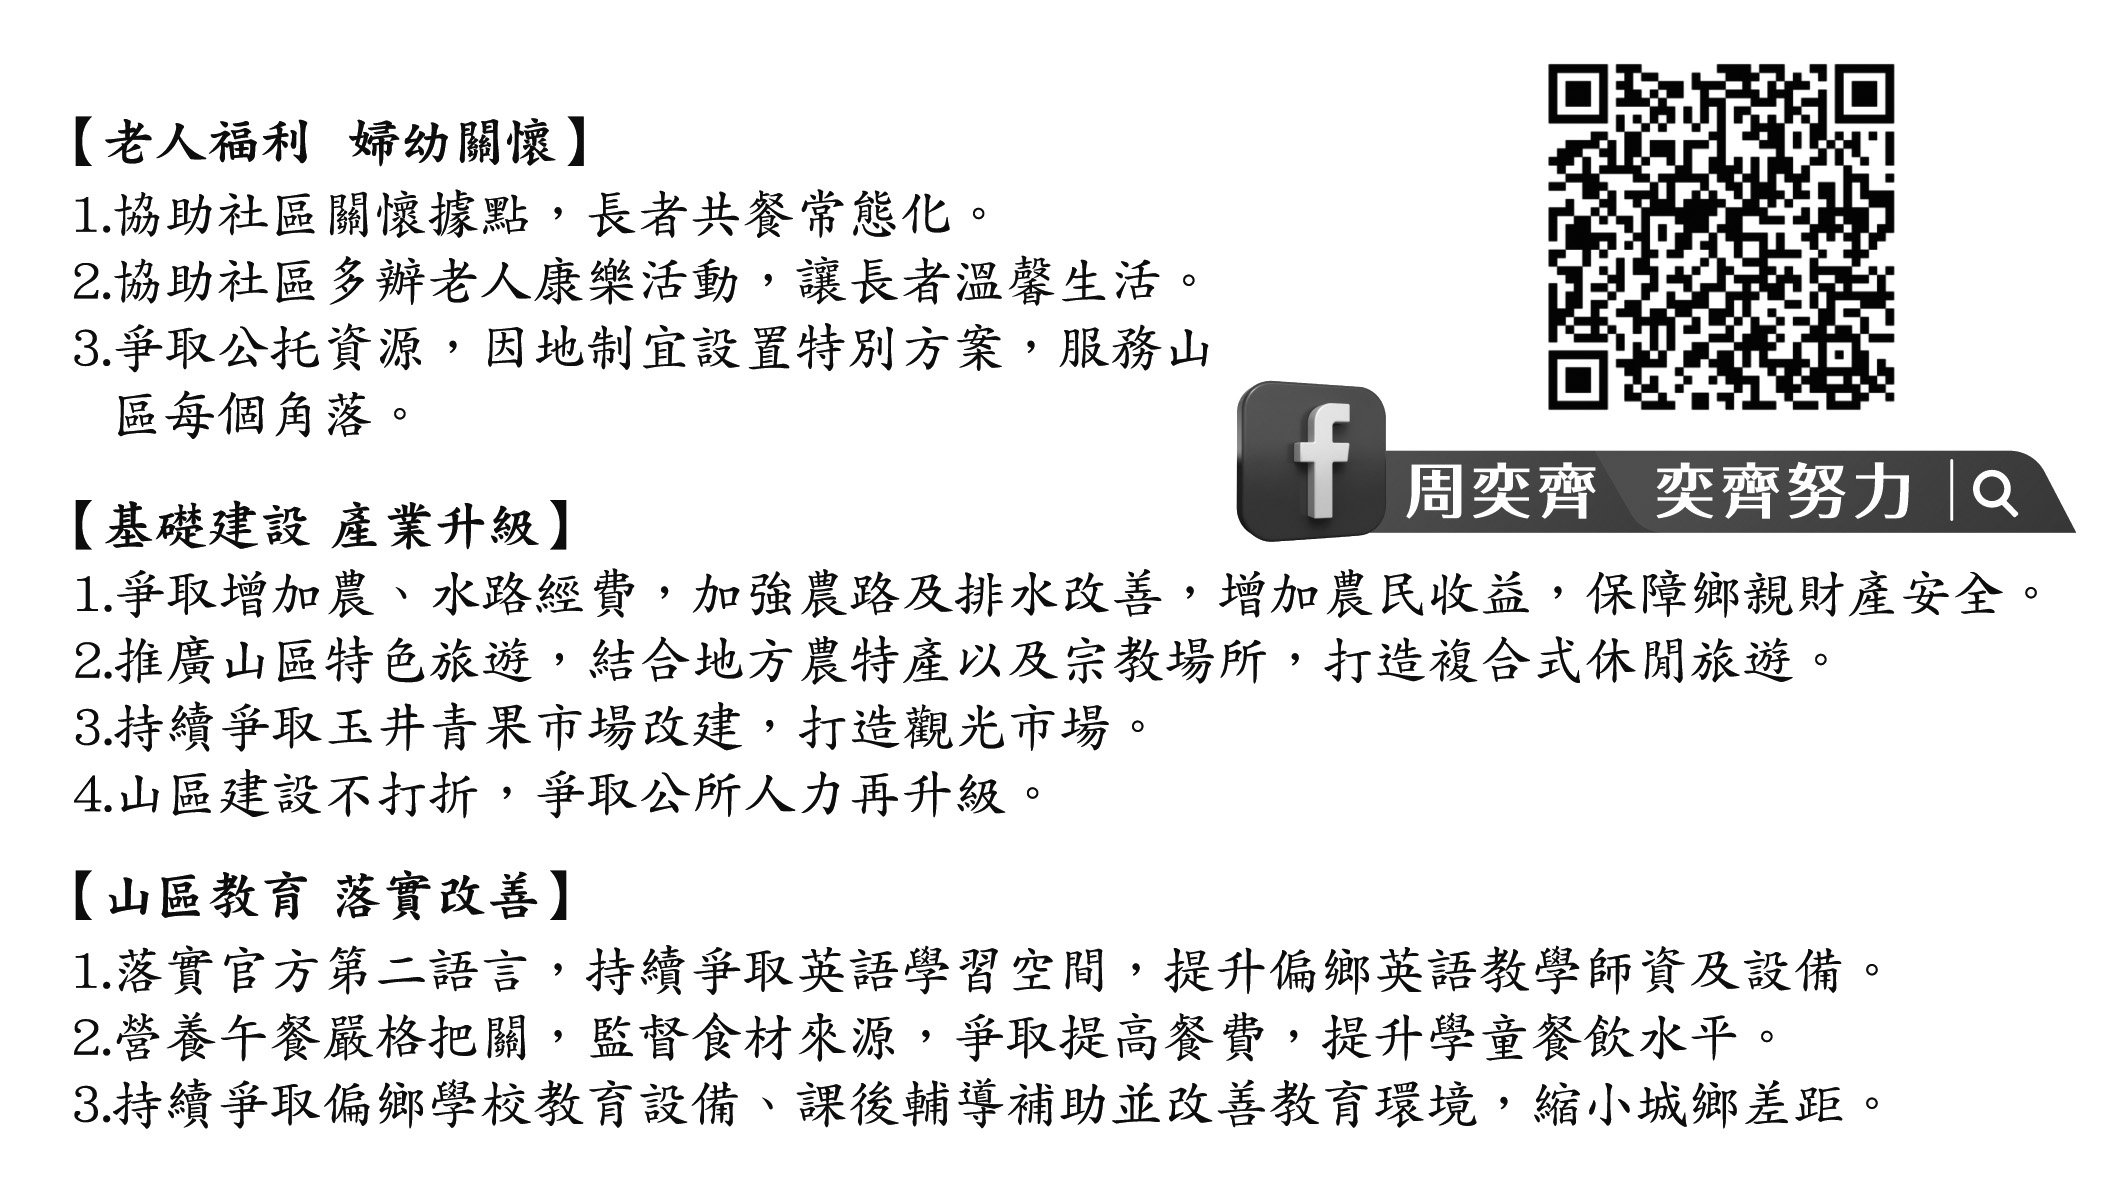 【老人福利 婦幼關懷】
1.協助社區關懷據點，長者共餐常態化。
2.協助社區多辦老人康樂活動，讓長者溫馨生活。
3.爭取公托資源，因地制宜設置特別方案，服務山
區每個角落。
f 周奕齊 奕齊努力
【基礎建設 產業升級】
1.爭取增加農、水路經費，加強農路及排水改善，增加農民收益，保障鄉親財產安全。
2.推廣山區特色旅遊，結合地方農特產以及宗教場所，打造複合式休閒旅遊。
3.持續爭取玉井青果市場改建，打造觀光市場。
4.山區建設不打折，爭取公所人力再升級。
【山區教育 落實改善】
1.落實官方第二語言，持續爭取英語學習空間，提升偏鄉英語教學師資及設備。
2.營養午餐嚴格把關，監督食材來源，爭取提高餐費，提升學童餐飲水平。
3.持續爭取偏鄉學校教育設備、課後輔導補助並改善教育環境，縮小城鄉差距。